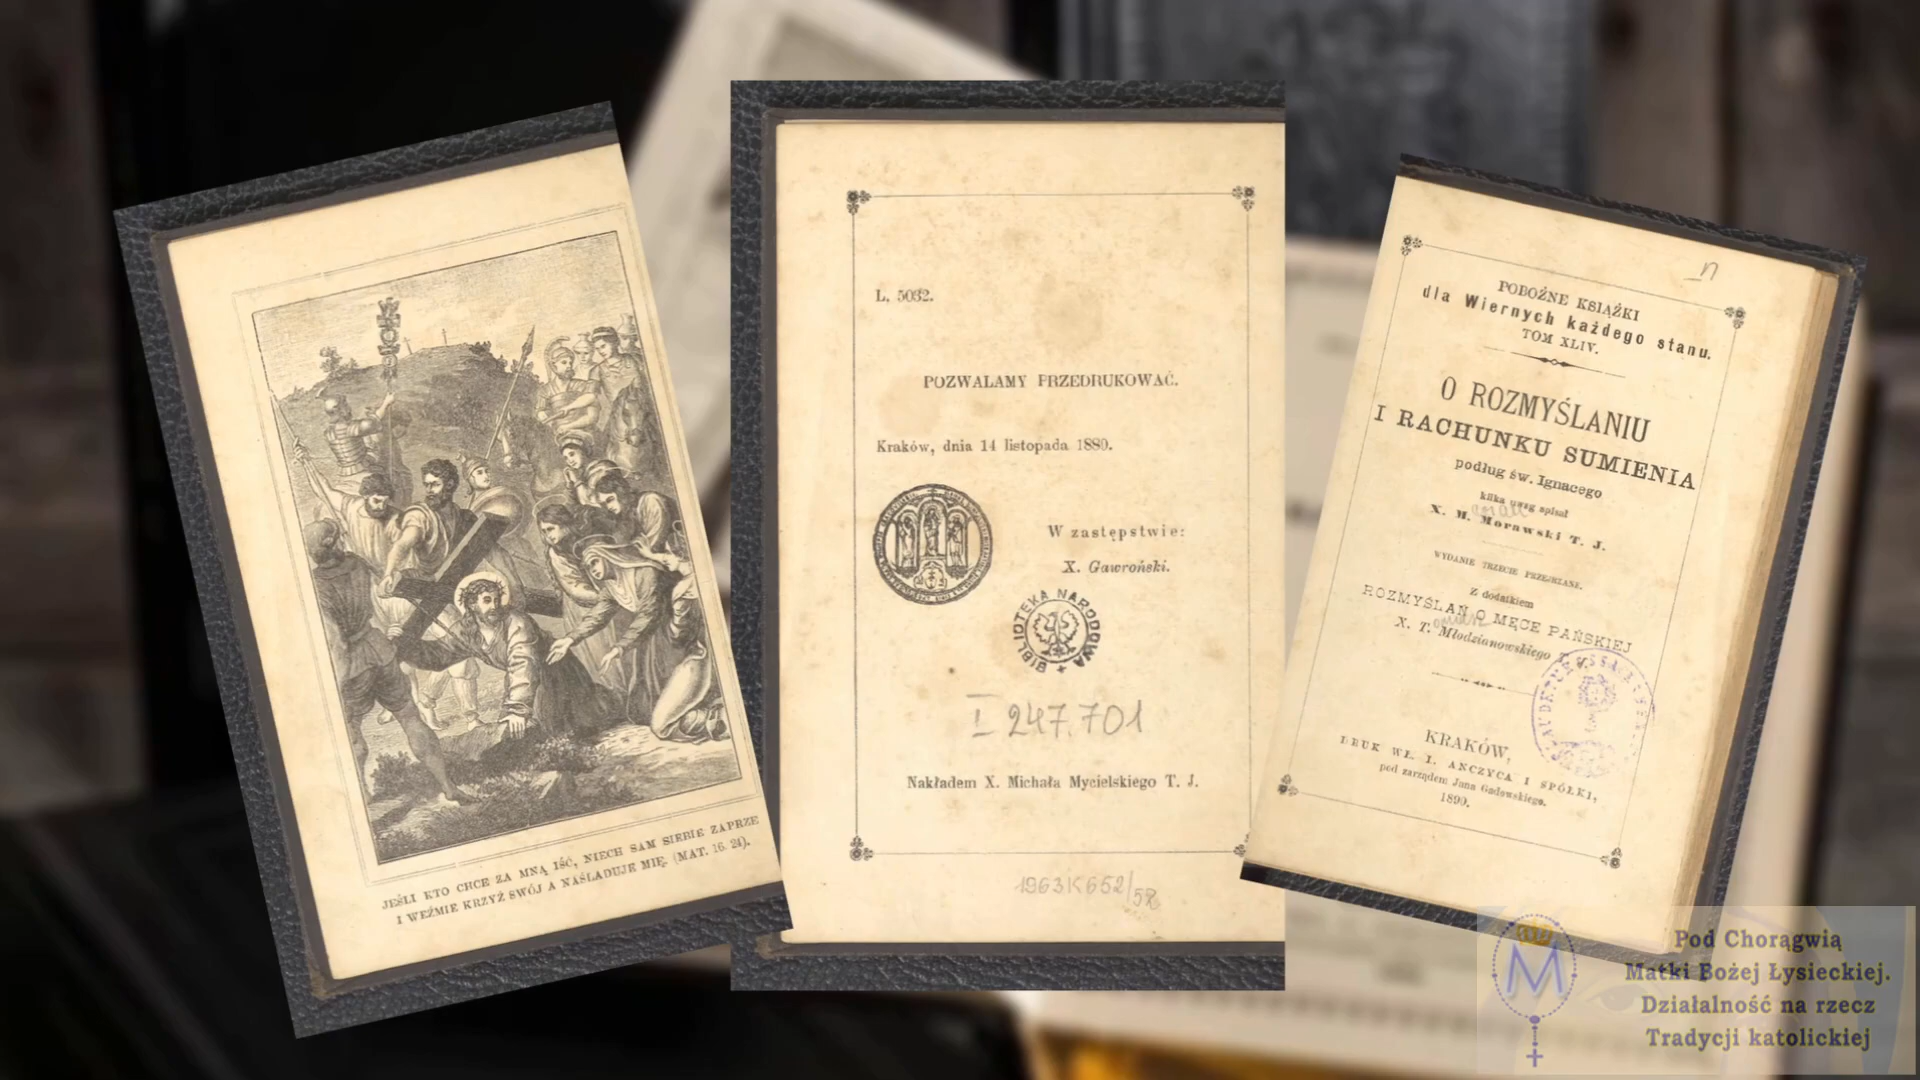 JEŚLI KTO CHCE ZA MNĄ IŚĆ, NIECH SAM SIEBIE ZAPRZE
I WEŹMIE KRZYŻ SWÓJ A NAŚLADUJE MIĘ. (MAT. 16. 24).
L. 5032.
POZWALAMY PRZEDRUKOWAĆ.
Kraków, dnia 14 listopada 1889.
W zastępstwie:
X. Gawroński.
BIBLIOTEKA NARODOWA
I 247.701
Nakładem X. Michała Mycielskiego T. J.
1963 K 652/52
n
POBOŻNE KSIĄŻKI
dla Wiernych każdego stanu.
TOM XLIV.
O ROZMYŚLANIU
I RACHUNKU SUMIENIA
podług św. Ignacego
kilka uwag spisał
X. M. Morawski T. J.
WYDANIE TRZECIE PRZEJRZANE.
Z dodatkiem
ROZMYŚLAŃ O MĘCE PAŃSKIEJ
X. T. Młodzianowskiego T. J.
KRAKÓW,
DRUK WŁ. L. ANCZYCA I SPÓŁKI,
pod zarządem Jana Gadowskiego.
1890.
M
Pod Chorągwią
Matki Bożej Łysieckiej.
Działalność na rzecz
Tradycji katolickiej